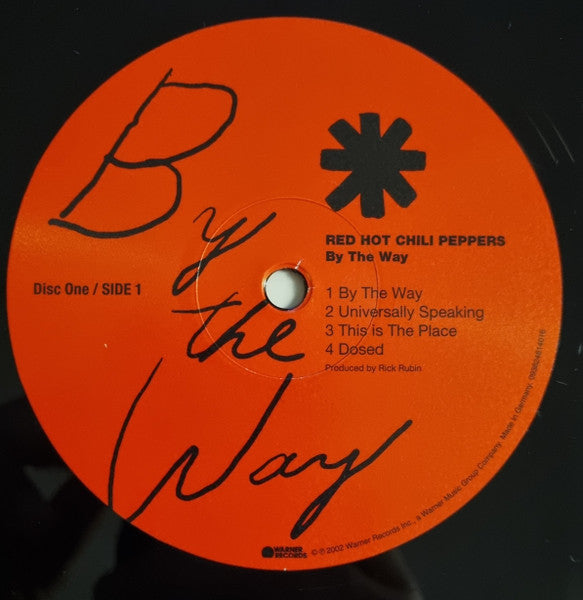 By
the
Way
RED HOT CHILI PEPPERS
By The Way
Disc One / SIDE 1
1 By The Way
2 Universally Speaking
3 This is The Place
4 Dosed
Produced by Rick Rubin
WARNER
RECORDS
© ℗ 2002 Warner Records Inc., a Warner Music Group Company. Made in Germany.